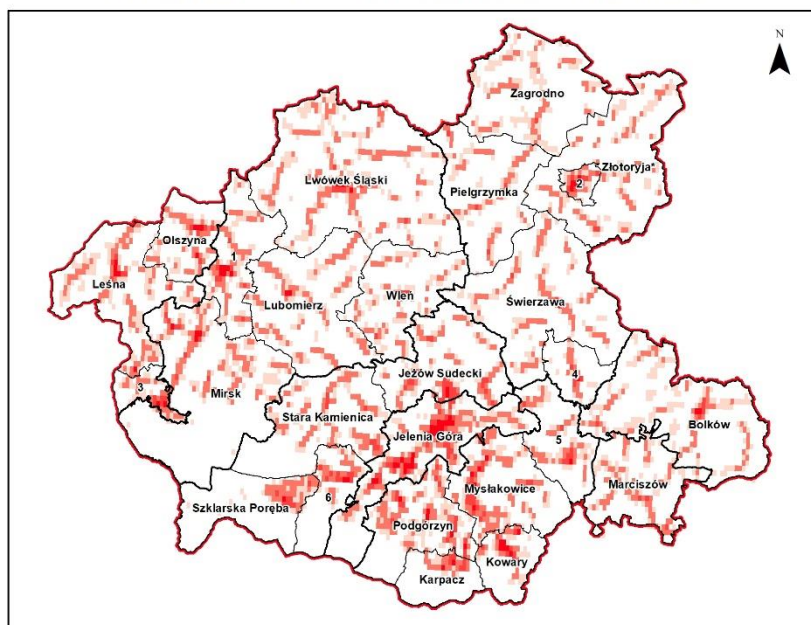 N
Zagrodno
Złotoryja
Lwówek Śląski
Pielgrzymka
2
Olszyna
1
Leśna
Lubomierz
Wleń
Świerzawa
3
Mirsk
Jeżów Sudecki
4
Stara Kamienica
Bolków
Jelenia Góra
5
Marciszów
Mysłakowice
6
Szklarska Poręba
Podgórzyn
Kowary
Karpacz